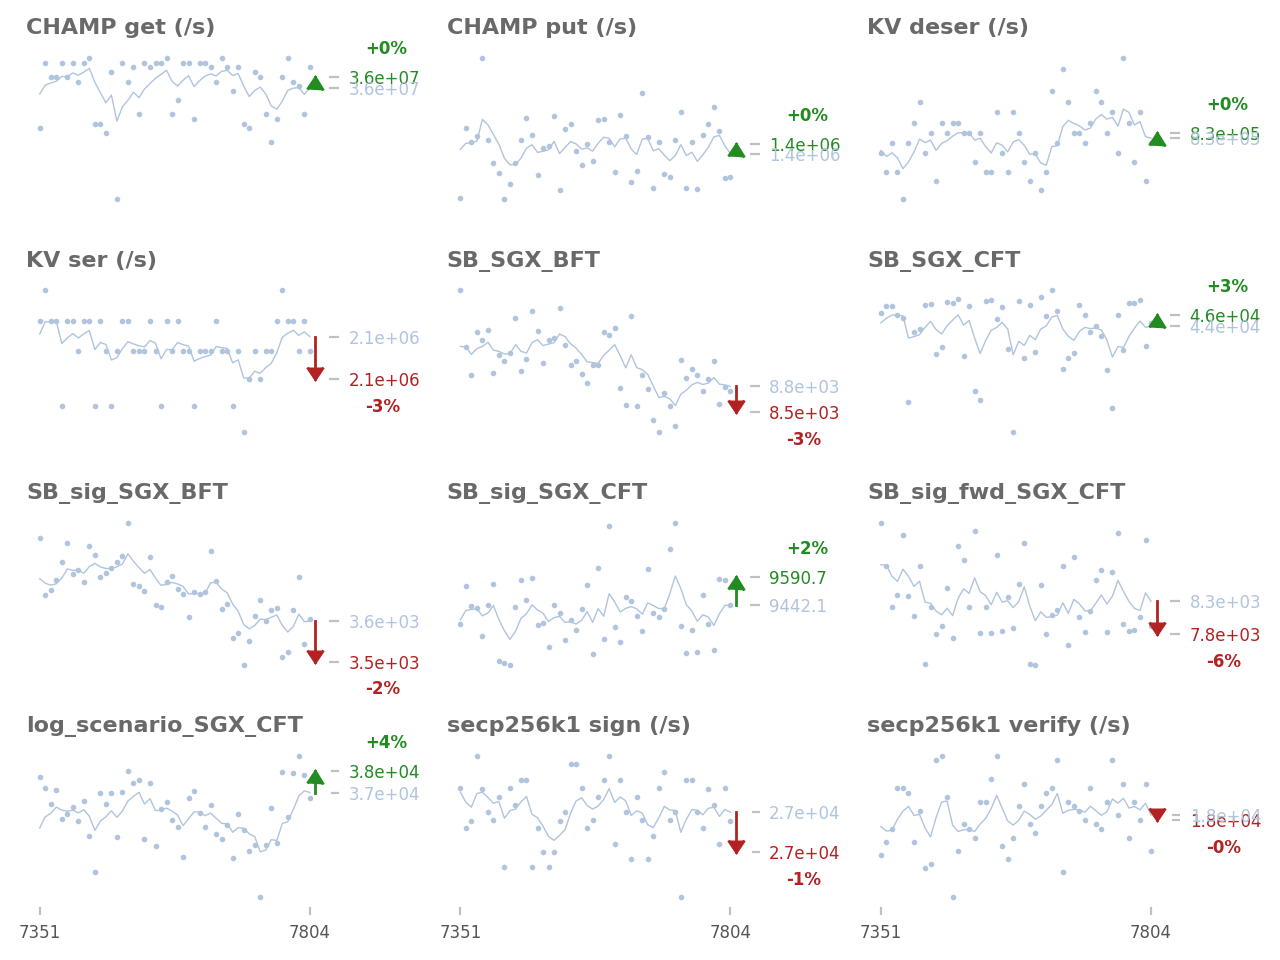 CHAMP get (/s)
+0%
3.6e+07
3.6e+07
CHAMP put (/s)
+0%
1.4e+06
1.4e+06
KV deser (/s)
+0%
8.3e+05
8.3e+05
KV ser (/s)
2.1e+06
2.1e+06
-3%
SB_SGX_BFT
8.8e+03
8.5e+03
-3%
SB_SGX_CFT
+3%
4.6e+04
4.4e+04
SB_sig_SGX_BFT
3.6e+03
3.5e+03
-2%
SB_sig_SGX_CFT
+2%
9590.7
9442.1
SB_sig_fwd_SGX_CFT
8.3e+03
7.8e+03
-6%
log_scenario_SGX_CFT
+4%
3.8e+04
3.7e+04
secp256k1 sign (/s)
2.7e+04
2.7e+04
-1%
secp256k1 verify (/s)
1.8e+04
1.8e+04
-0%
7351
7804
7351
7804
7351
7804